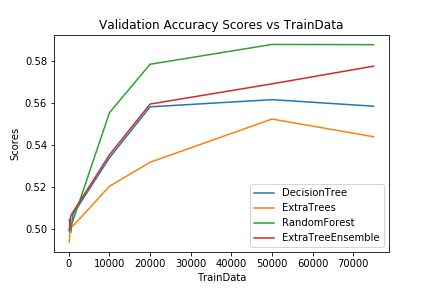 Validation Accuracy Scores vs TrainData
Scores
0.58
0.56
0.54
0.52
0.50
DecisionTree
ExtraTrees
RandomForest
ExtraTreeEnsemble
0 10000 20000 30000 40000 50000 60000 70000
TrainData